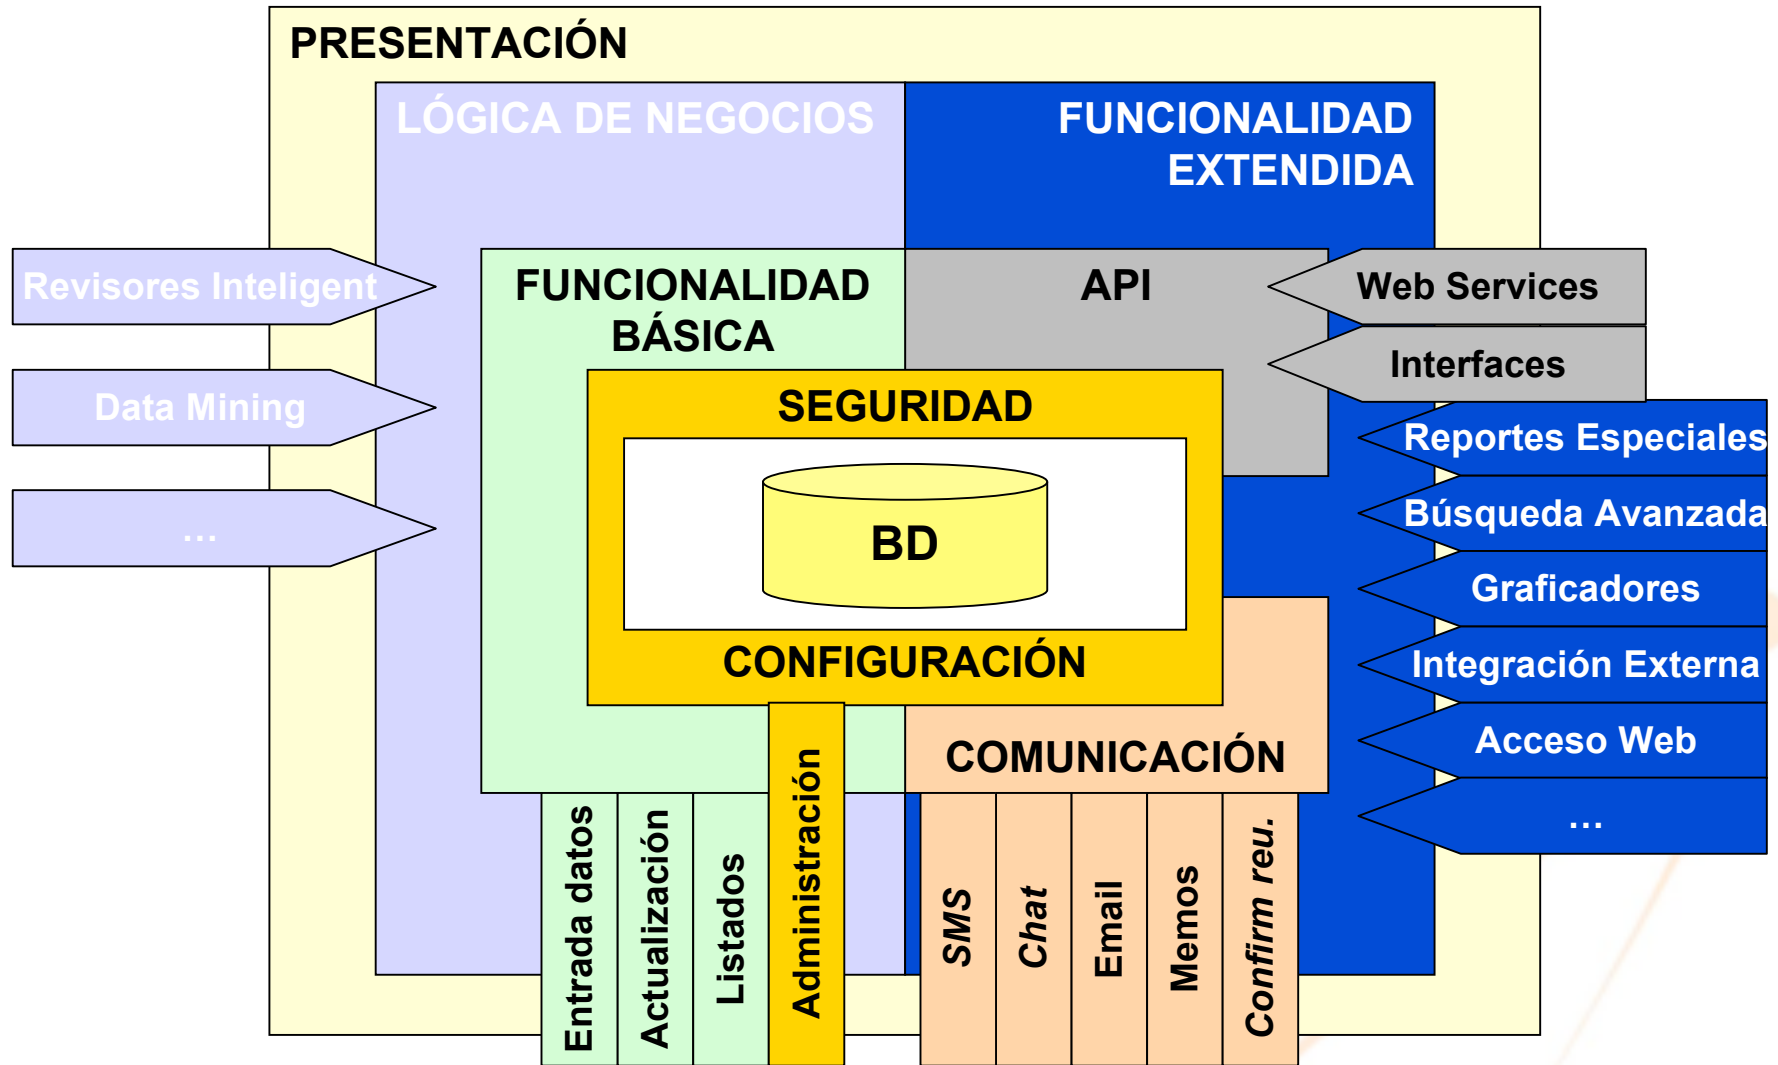 PRESENTACIÓN
LÓGICA DE NEGOCIOS
FUNCIONALIDAD
EXTENDIDA
Revisores Inteligent
Data Mining
…
FUNCIONALIDAD
BÁSICA
API
Web Services
Interfaces
SEGURIDAD
BD
CONFIGURACIÓN
Reportes Especiales
Búsqueda Avanzada
Graficadores
Integración Externa
Acceso Web
…
COMUNICACIÓN
Entrada datos
Actualización
Listados
Administración
SMS
Chat
Email
Memos
Confirm reu.